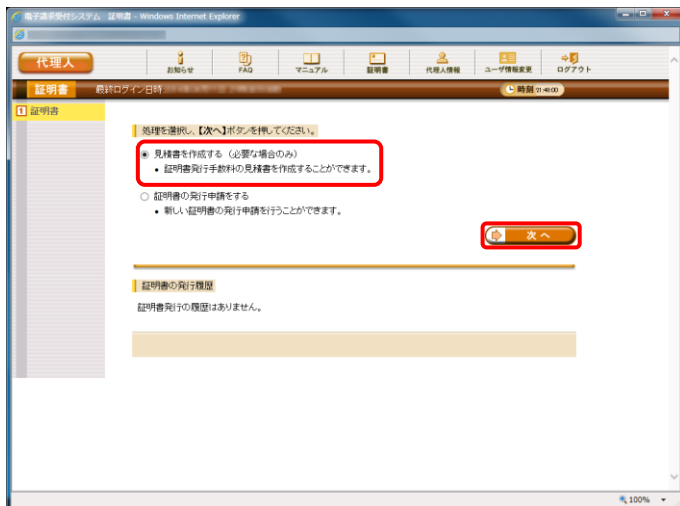 電子請求受付システム 証明書 - Windows Internet Explorer
代理人
お知らせ
FAQ
マニュアル
証明書
代理人情報
ユーザ情報変更
ログアウト
証明書
最終ログイン日時:
時刻 21:48:00
1 証明書
処理を選択し、【次へ】ボタンを押してください。
見積書を作成する（必要な場合のみ）
• 証明書発行手数料の見積書を作成することができます。
証明書の発行申請をする
• 新しい証明書の発行申請を行うことができます。
次 へ
証明書の発行履歴
証明書発行の履歴はありません。
100%